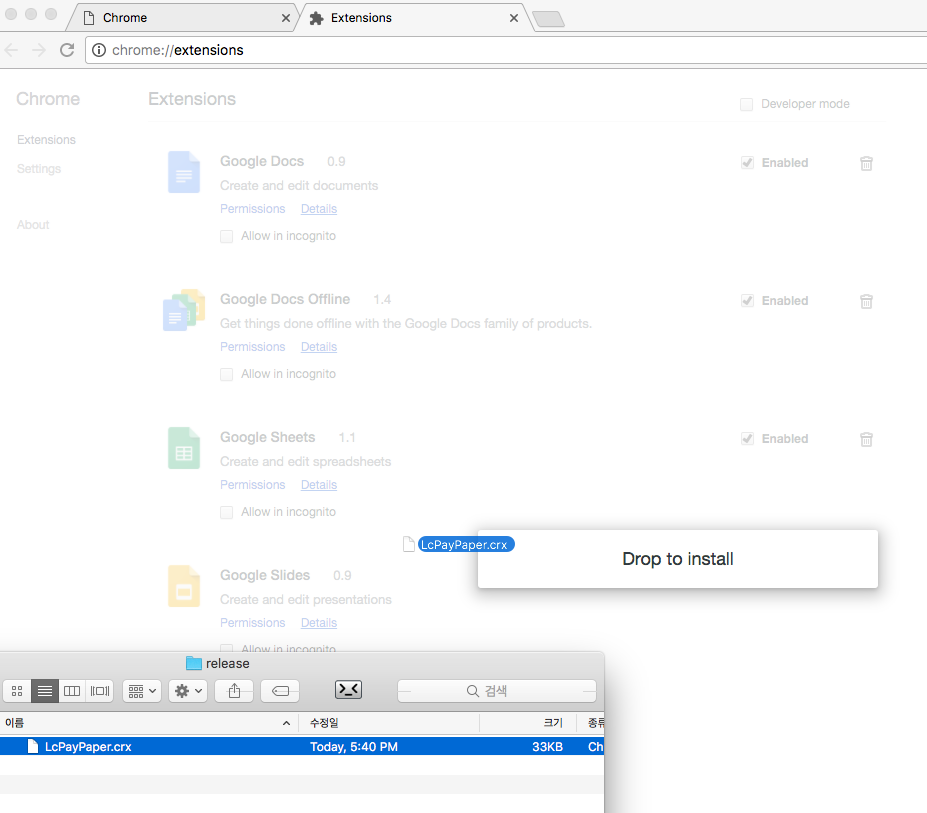 Chrome
Extensions
chrome://extensions
Chrome
Extensions
Developer mode
Extensions
Settings
About
Google Docs 0.9
Enabled
Create and edit documents
Permissions Details
Allow in incognito
Google Docs Offline 1.4
Enabled
Get things done offline with the Google Docs family of products.
Permissions Details
Allow in incognito
Google Sheets 1.1
Enabled
Create and edit spreadsheets
Permissions Details
Allow in incognito
LcPayPaper.crx
Drop to install
Google Slides 0.9
Create and edit presentations
Permissions Details
Allow in incognito
release
검색
이름 수정일 크기 종류
LcPayPaper.crx Today, 5:40 PM 33KB Ch